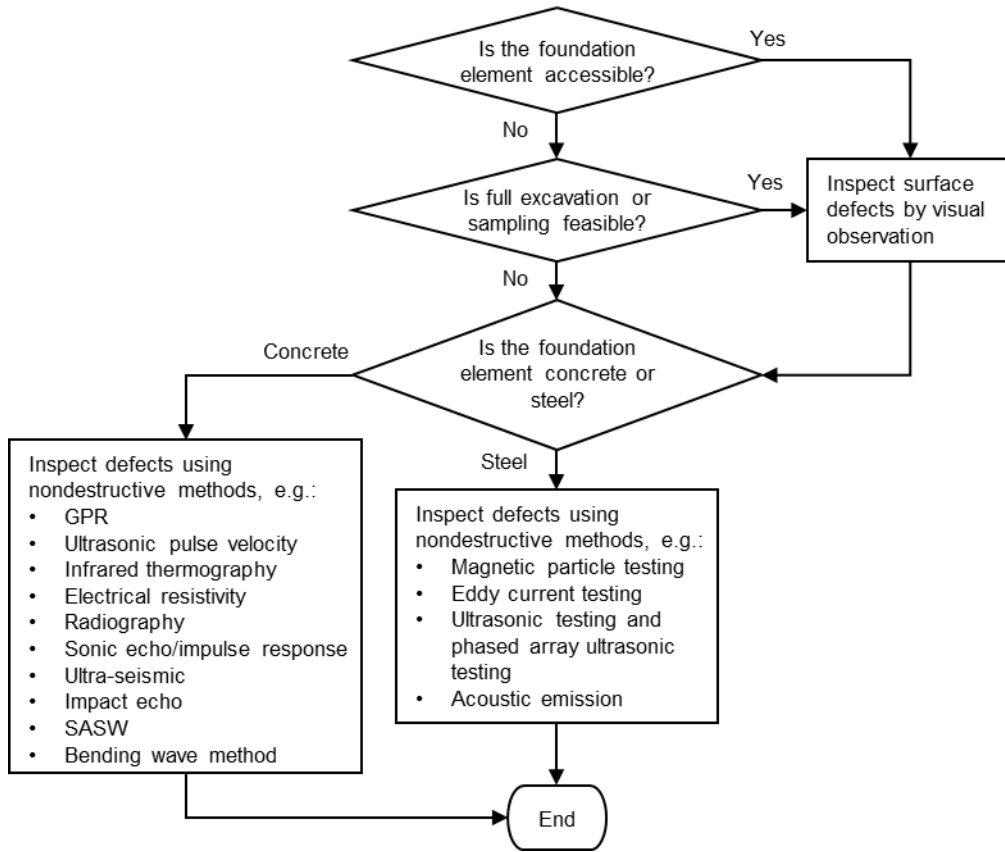 Is the foundation
element accessible?
Yes
No
Is full excavation or
sampling feasible?
Yes
Inspect surface
defects by visual
observation
No
Is the foundation
element concrete or
steel?
Concrete
Steel
Inspect defects using
nondestructive methods, e.g.:
• GPR
• Ultrasonic pulse velocity
• Infrared thermography
• Electrical resistivity
• Radiography
• Sonic echo/impulse response
• Ultra-seismic
• Impact echo
• SASW
• Bending wave method
Inspect defects using
nondestructive methods, e.g.:
• Magnetic particle testing
• Eddy current testing
• Ultrasonic testing and
phased array ultrasonic
testing
• Acoustic emission
End